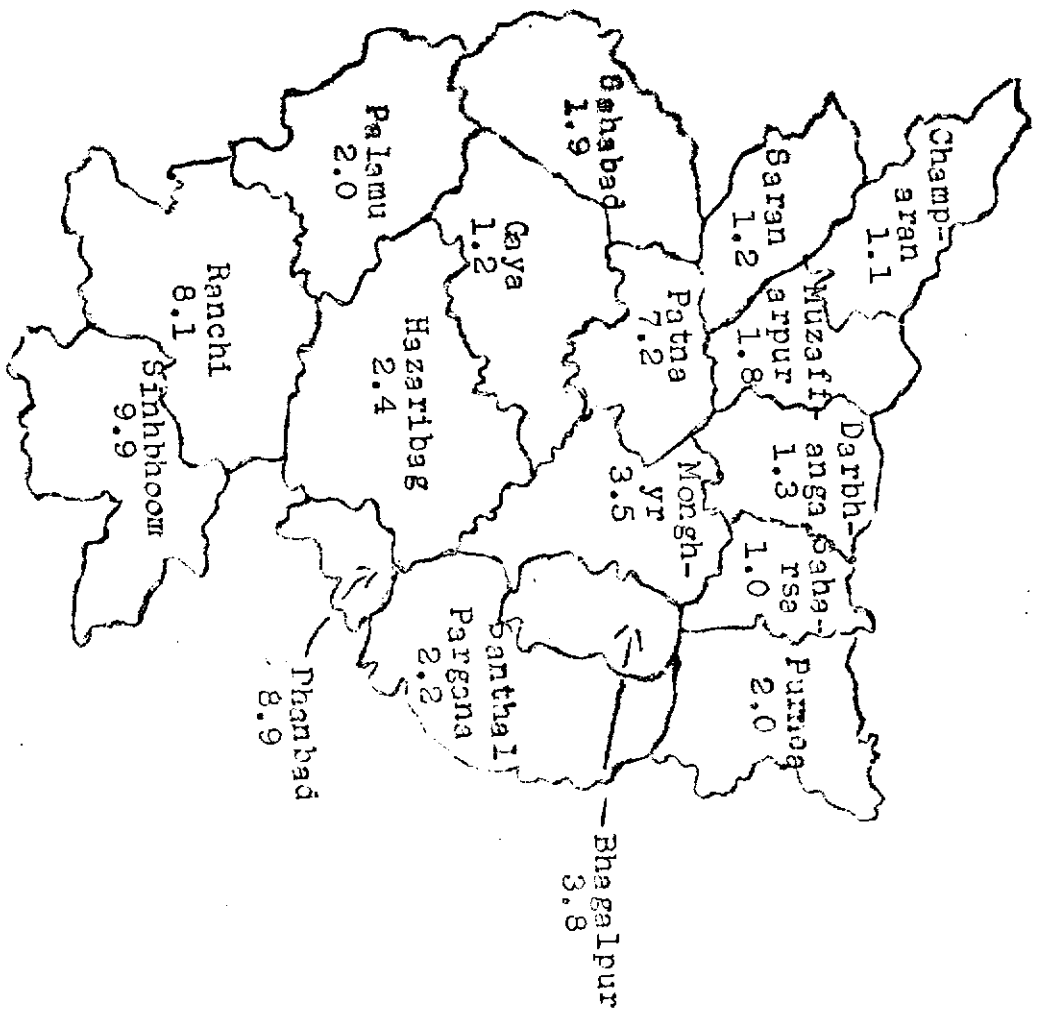 Champ-
aran
1.1
Saran
1.2
Muzaff-
arpur
1.8
Darbh-
anga
1.3
Saha-
rsa
1.0
Purnea
2.0
Sahabad
1.9
Patna
7.2
Mongh-
yr
3.5
Bhagalpur
3.8
Gaya
1.2
Santhal
Pargana
2.2
Palamu
2.0
Hazaribag
2.4
Dhanbad
8.9
Ranchi
8.1
Sinhbhoom
9.9